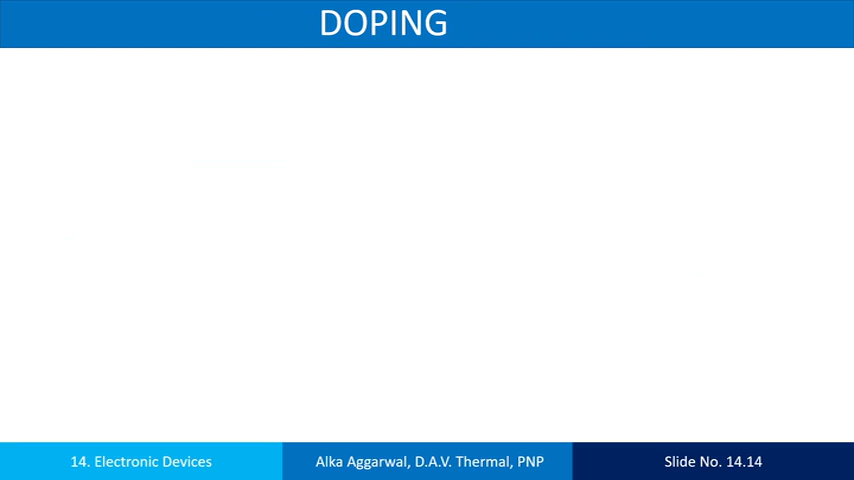 DOPING
14. Electronic Devices
Alka Aggarwal, D.A.V. Thermal, PNP
Slide No. 14.14